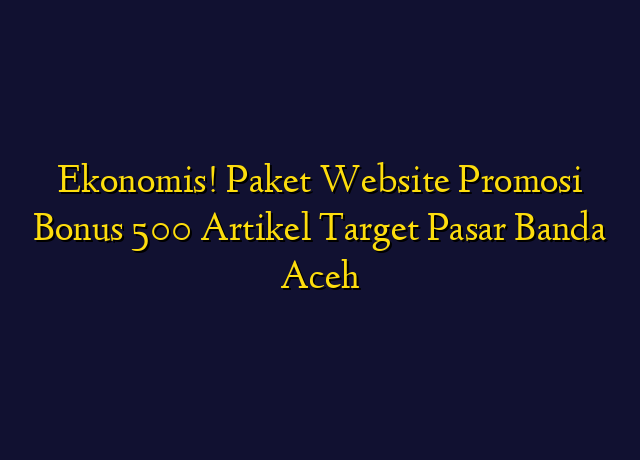 Ekonomis! Paket Website Promosi
Bonus 500 Artikel Target Pasar Banda
Aceh